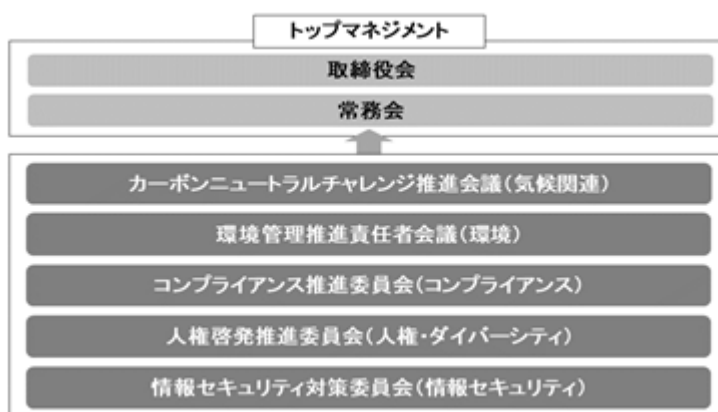 トップマネジメント
取締役会
常務会
カーボンニュートラルチャレンジ推進会議(気候関連)
環境管理推進責任者会議(環境)
コンプライアンス推進委員会(コンプライアンス)
人権啓発推進委員会(人権・ダイバーシティ)
情報セキュリティ対策委員会(情報セキュリティ)